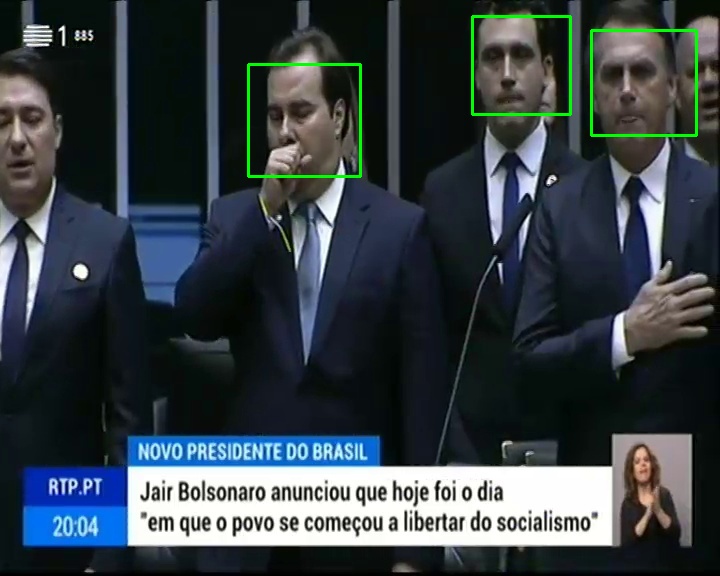 1 885
NOVO PRESIDENTE DO BRASIL
RTP.PT
Jair Bolsonaro anunciou que hoje foi o dia
20:04
"em que o povo se começou a libertar do socialismo"